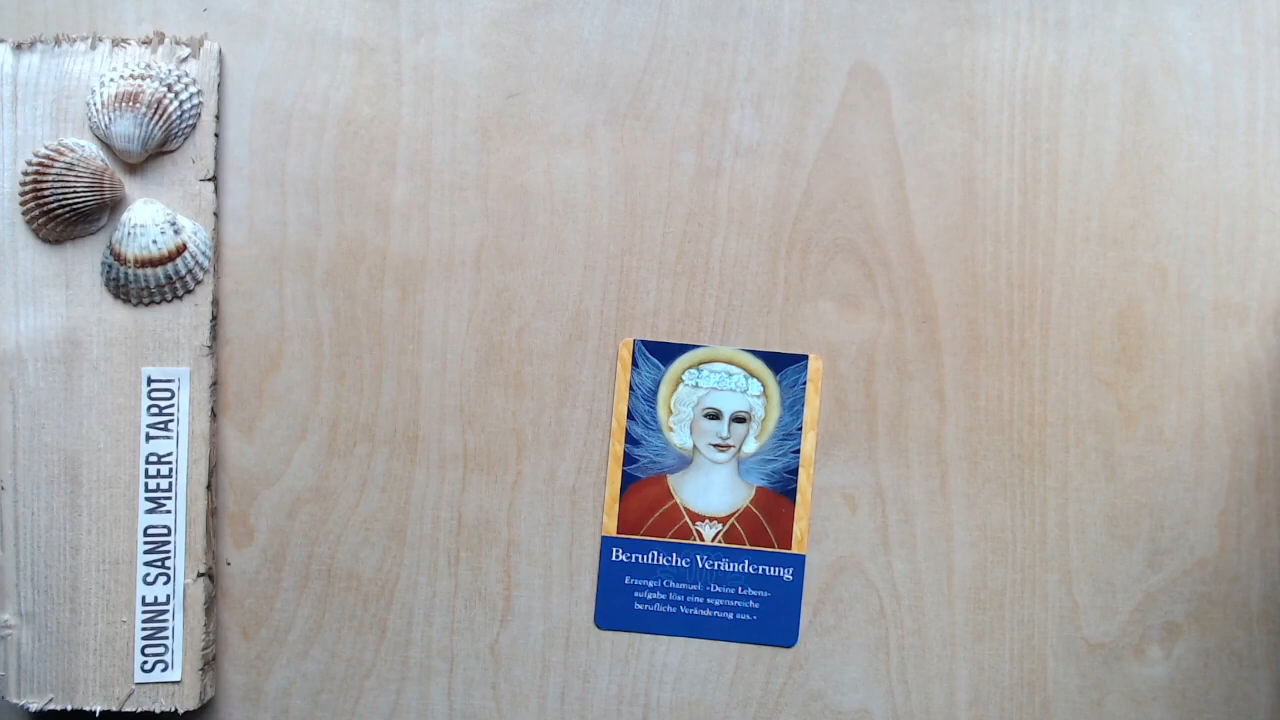 SONNE SAND MEER TAROT
Berufliche Veränderung
Erzengel Chamuel: »Deine Lebens-
aufgabe löst eine segensreiche
berufliche Veränderung aus.«